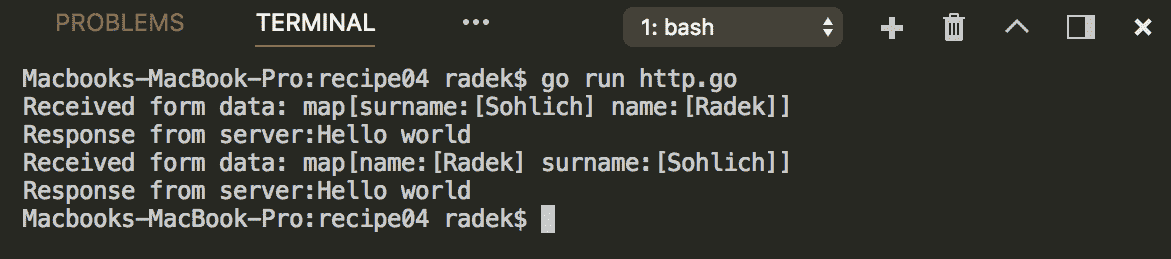 PROBLEMS TERMINAL ••• 1: bash
Macbooks-MacBook-Pro:recipe04 radek$ go run http.go
Received form data: map[surname:[Sohlich] name:[Radek]]
Response from server:Hello world
Received form data: map[name:[Radek] surname:[Sohlich]]
Response from server:Hello world
Macbooks-MacBook-Pro:recipe04 radek$